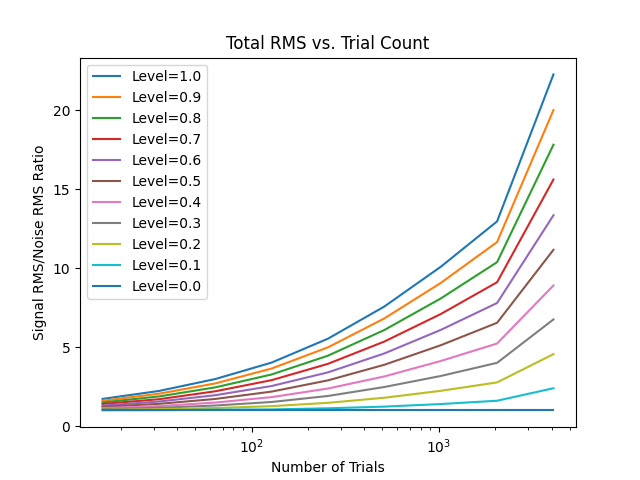 Total RMS vs. Trial Count
Signal RMS/Noise RMS Ratio
20
15
10
5
0
Level=1.0
Level=0.9
Level=0.8
Level=0.7
Level=0.6
Level=0.5
Level=0.4
Level=0.3
Level=0.2
Level=0.1
Level=0.0
10² 10³
Number of Trials